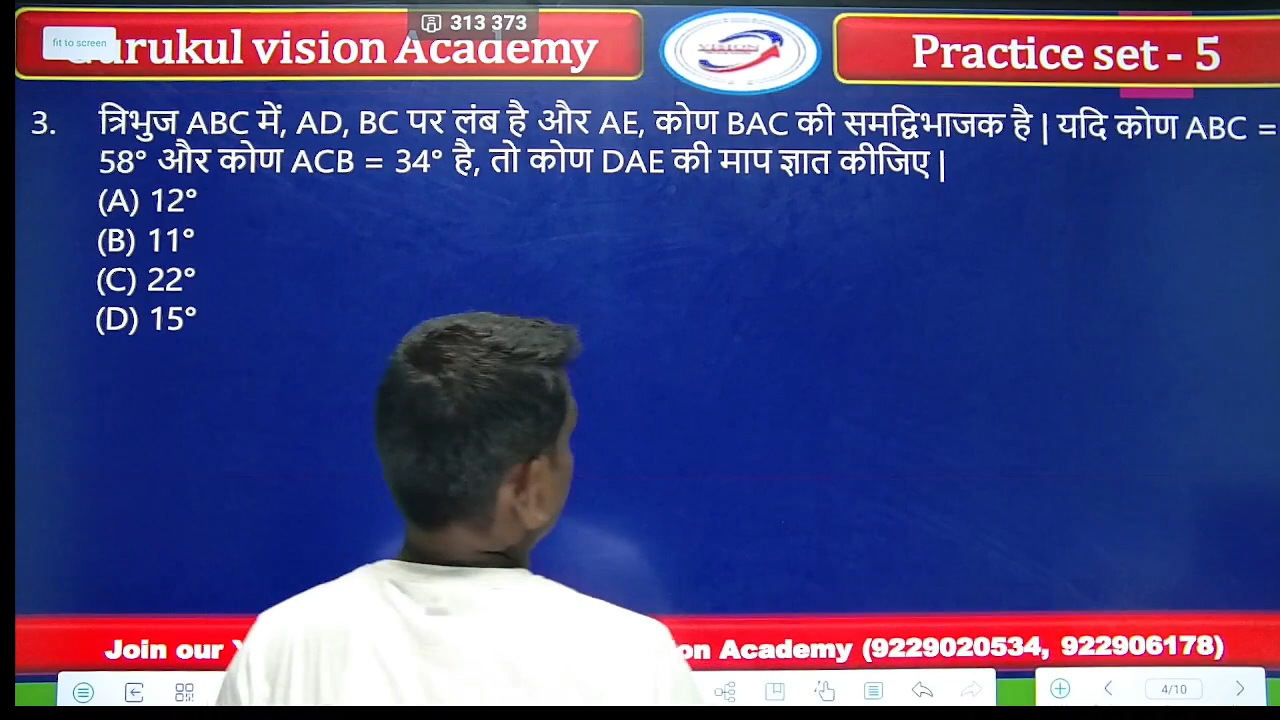 313 373
fit to screen
urukul vision Academy
VISION
Practice set - 5
3. त्रिभुज ABC में, AD, BC पर लंब है और AE, कोण BAC की समद्विभाजक है | यदि कोण ABC =
58° और कोण ACB = 34° है, तो कोण DAE की माप ज्ञात कीजिए |
(A) 12°
(B) 11°
(C) 22°
(D) 15°
Join our
on Academy (9229020534, 922906178)
4/10